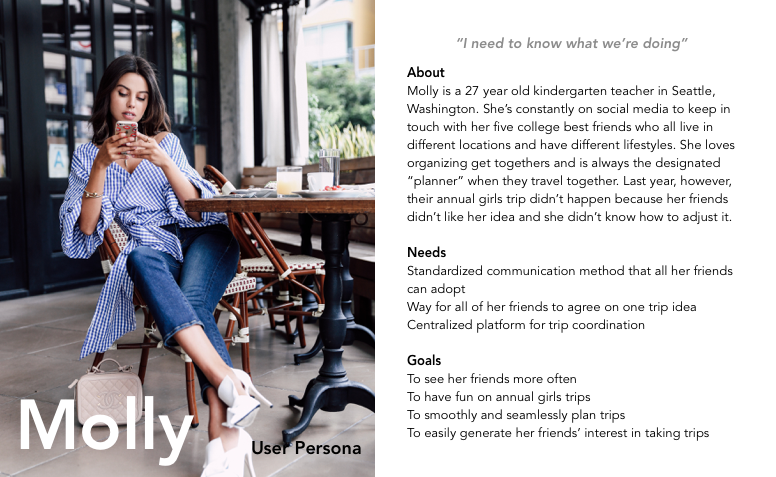 “I need to know what we’re doing”
About
Molly is a 27 year old kindergarten teacher in Seattle,
Washington. She’s constantly on social media to keep in
touch with her five college best friends who all live in
different locations and have different lifestyles. She loves
organizing get togethers and is always the designated
“planner” when they travel together. Last year, however,
their annual girls trip didn’t happen because her friends
didn’t like her idea and she didn’t know how to adjust it.
Needs
Standardized communication method that all her friends
can adopt
Way for all of her friends to agree on one trip idea
Centralized platform for trip coordination
Goals
To see her friends more often
To have fun on annual girls trips
To smoothly and seamlessly plan trips
To easily generate her friends’ interest in taking trips
A
Molly
User Persona